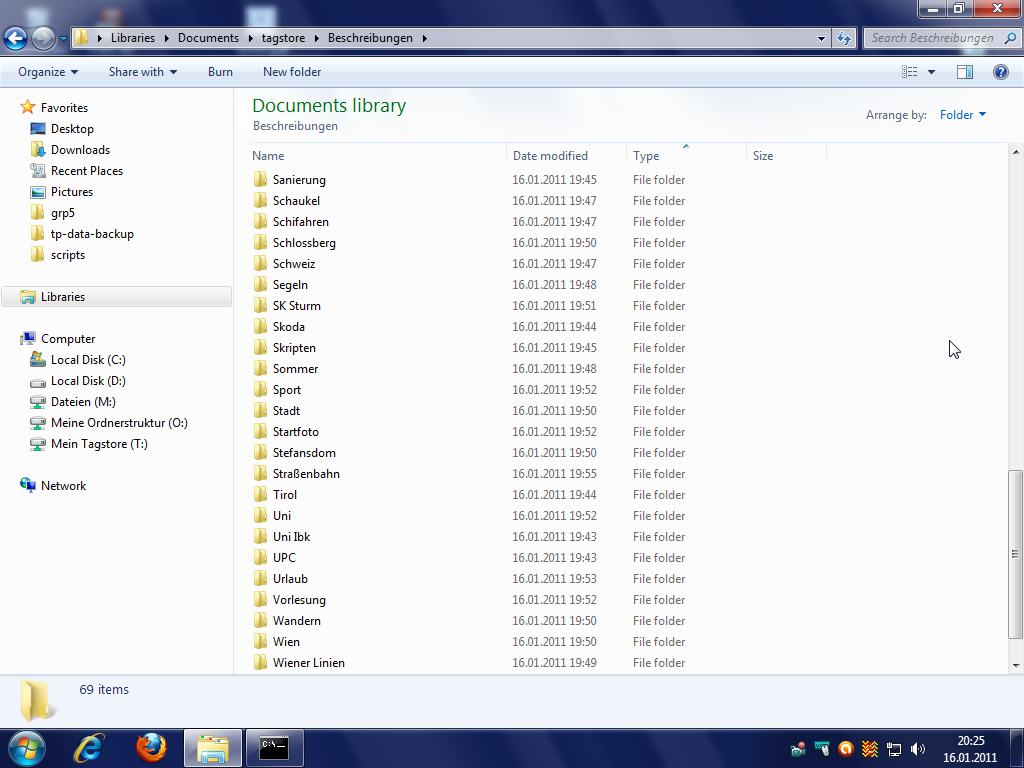 Libraries Documents tagstore Beschreibungen
Search Beschreibungen
Organize Share with Burn New folder
Documents library
Beschreibungen
Arrange by: Folder
Favorites
Desktop
Downloads
Recent Places
Pictures
grp5
tp-data-backup
scripts
Libraries
Computer
Local Disk (C:)
Local Disk (D:)
Dateien (M:)
Meine Ordnerstruktur (O:)
Mein Tagstore (T:)
Network
Name Date modified Type Size
Sanierung 16.01.2011 19:45 File folder
Schaukel 16.01.2011 19:47 File folder
Schifahren 16.01.2011 19:47 File folder
Schlossberg 16.01.2011 19:50 File folder
Schweiz 16.01.2011 19:47 File folder
Segeln 16.01.2011 19:48 File folder
SK Sturm 16.01.2011 19:51 File folder
Skoda 16.01.2011 19:44 File folder
Skripten 16.01.2011 19:45 File folder
Sommer 16.01.2011 19:48 File folder
Sport 16.01.2011 19:52 File folder
Stadt 16.01.2011 19:50 File folder
Startfoto 16.01.2011 19:52 File folder
Stefansdom 16.01.2011 19:50 File folder
Straßenbahn 16.01.2011 19:55 File folder
Tirol 16.01.2011 19:44 File folder
Uni 16.01.2011 19:52 File folder
Uni Ibk 16.01.2011 19:43 File folder
UPC 16.01.2011 19:43 File folder
Urlaub 16.01.2011 19:53 File folder
Vorlesung 16.01.2011 19:52 File folder
Wandern 16.01.2011 19:50 File folder
Wien 16.01.2011 19:50 File folder
Wiener Linien 16.01.2011 19:49 File folder
69 items
C:\
20:25
16.01.2011